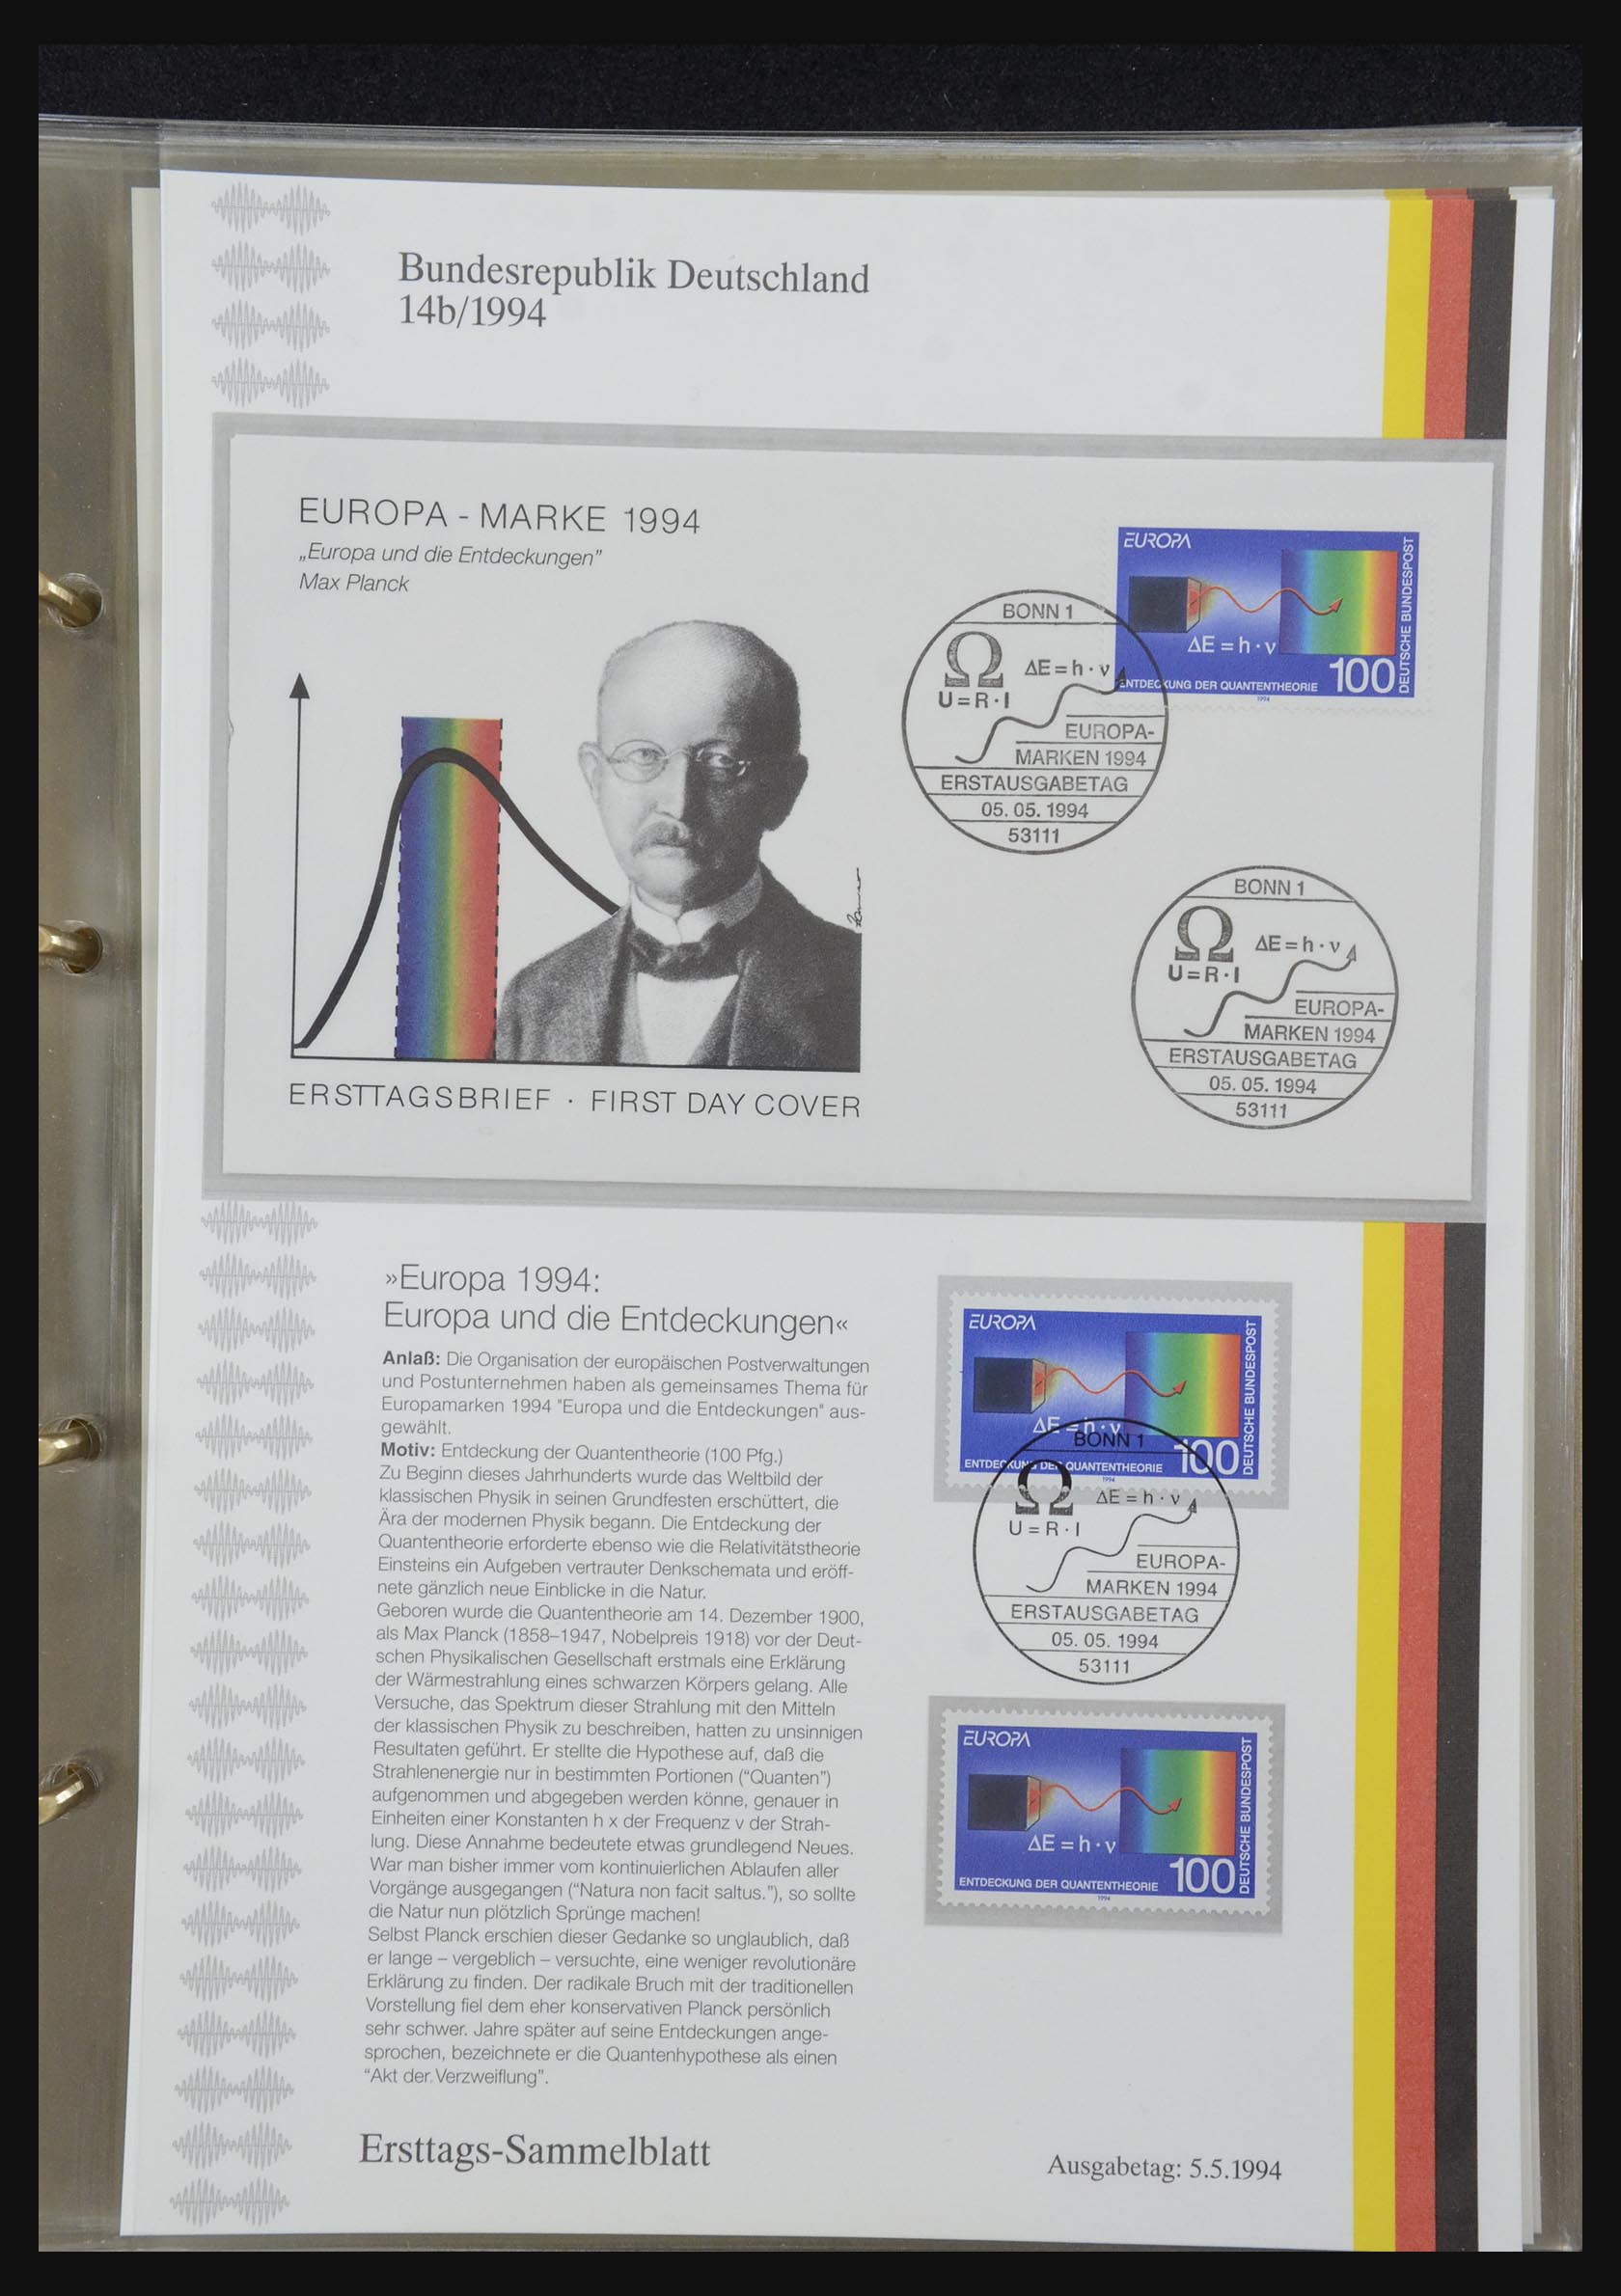 Bundesrepublik Deutschland
14b/1994
EUROPA - MARKE 1994
„Europa und die Entdeckungen”
Max Planck
ERSTTAGSBRIEF · FIRST DAY COVER
EUROPA
ΔE = h · ν
ENTDECKUNG DER QUANTENTHEORIE
100
DEUTSCHE BUNDESPOST
1994
BONN 1
Ω
ΔE = h · ν
U = R · I
EUROPA-
MARKEN 1994
ERSTAUSGABETAG
05. 05. 1994
53111
BONN 1
Ω
ΔE = h · ν
U = R · I
EUROPA-
MARKEN 1994
ERSTAUSGABETAG
05. 05. 1994
53111
»Europa 1994:
Europa und die Entdeckungen«
Anlaß: Die Organisation der europäischen Postverwaltungen
und Postunternehmen haben als gemeinsames Thema für
Europamarken 1994 "Europa und die Entdeckungen" aus-
gewählt.
Motiv: Entdeckung der Quantentheorie (100 Pfg.)
Zu Beginn dieses Jahrhunderts wurde das Weltbild der
klassischen Physik in seinen Grundfesten erschüttert, die
Ära der modernen Physik begann. Die Entdeckung der
Quantentheorie erforderte ebenso wie die Relativitätstheorie
Einsteins ein Aufgeben vertrauter Denkschemata und eröff-
nete gänzlich neue Einblicke in die Natur.
Geboren wurde die Quantentheorie am 14. Dezember 1900,
als Max Planck (1858–1947, Nobelpreis 1918) vor der Deut-
schen Physikalischen Gesellschaft erstmals eine Erklärung
der Wärmestrahlung eines schwarzen Körpers gelang. Alle
Versuche, das Spektrum dieser Strahlung mit den Mitteln
der klassischen Physik zu beschreiben, hatten zu unsinnigen
Resultaten geführt. Er stellte die Hypothese auf, daß die
Strahlenenergie nur in bestimmten Portionen (“Quanten”)
aufgenommen und abgegeben werden könne, genauer in
Einheiten einer Konstanten h x der Frequenz v der Strah-
lung. Diese Annahme bedeutete etwas grundlegend Neues.
War man bisher immer vom kontinuierlichen Ablaufen aller
Vorgänge ausgegangen (“Natura non facit saltus.”), so sollte
die Natur nun plötzlich Sprünge machen!
Selbst Planck erschien dieser Gedanke so unglaublich, daß
er lange – vergeblich – versuchte, eine weniger revolutionäre
Erklärung zu finden. Der radikale Bruch mit der traditionellen
Vorstellung fiel dem eher konservativen Planck persönlich
sehr schwer. Jahre später auf seine Entdeckungen ange-
sprochen, bezeichnete er die Quantenhypothese als einen
“Akt der Verzweiflung”.
EUROPA
ΔE = h · ν
ENTDECKUNG DER QUANTENTHEORIE
100
DEUTSCHE BUNDESPOST
1994
BONN 1
Ω
ΔE = h · ν
U = R · I
EUROPA-
MARKEN 1994
ERSTAUSGABETAG
05. 05. 1994
53111
EUROPA
ΔE = h · ν
ENTDECKUNG DER QUANTENTHEORIE
100
DEUTSCHE BUNDESPOST
1994
Ersttags-Sammelblatt
Ausgabetag: 5.5.1994